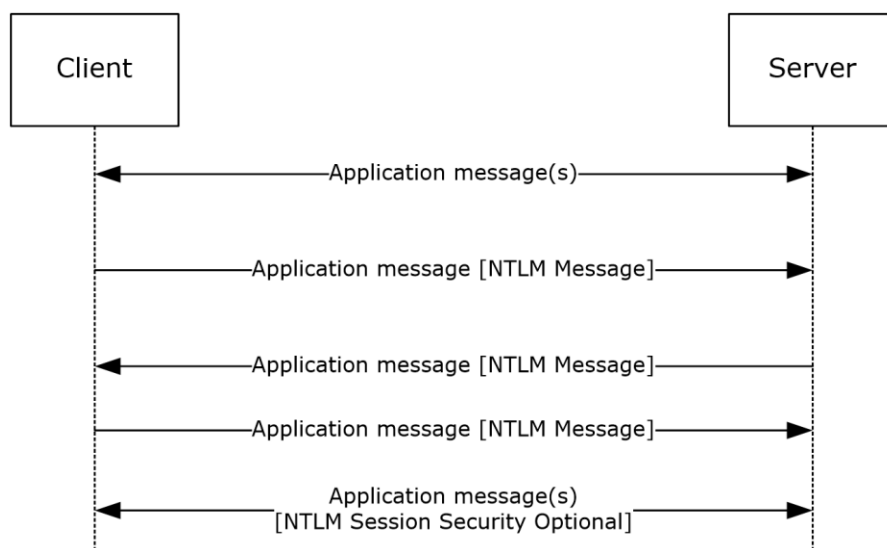 Client
Server
Application message(s)
Application message [NTLM Message]
Application message [NTLM Message]
Application message [NTLM Message]
Application message(s)
[NTLM Session Security Optional]